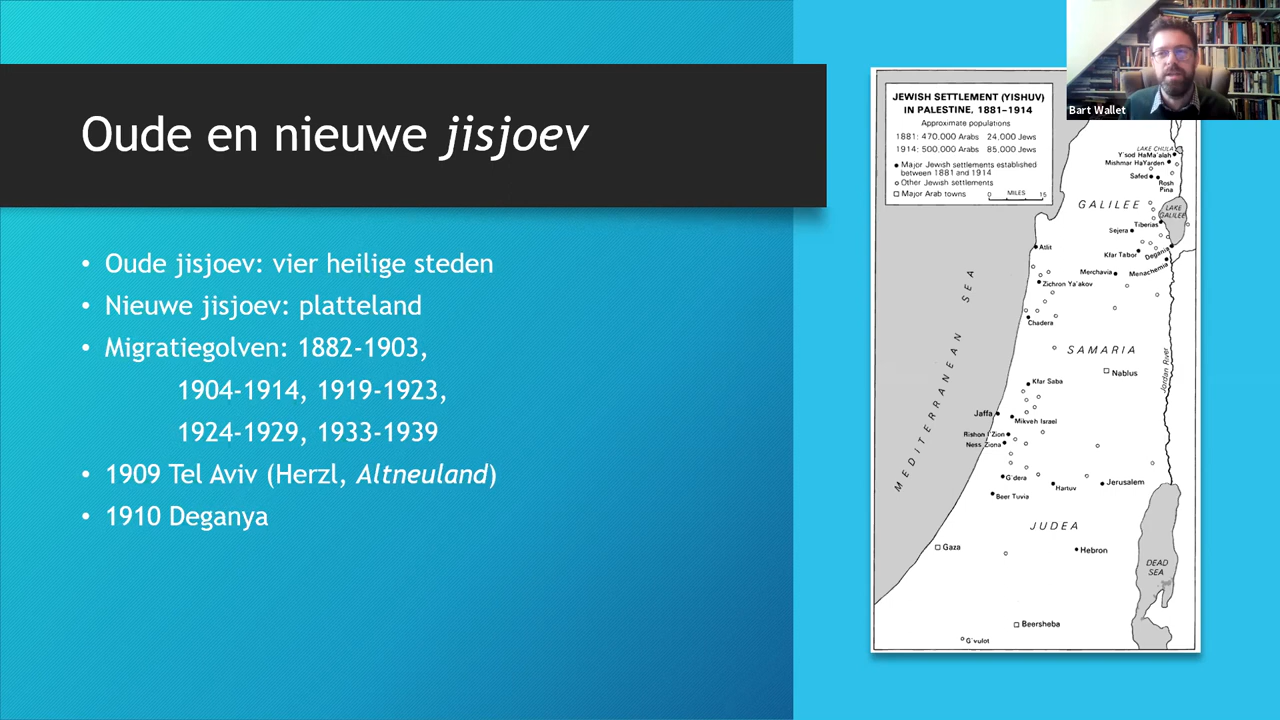 Oude en nieuwe jisjoev
• Oude jisjoev: vier heilige steden
• Nieuwe jisjoev: platteland
• Migratiegolven: 1882-1903,
1904-1914, 1919-1923,
1924-1929, 1933-1939
• 1909 Tel Aviv (Herzl, Altneuland)
• 1910 Deganya
Bart Wallet
JEWISH SETTLEMENT (YISHUV)
IN PALESTINE, 1881–1914
Approximate populations
1881: 470,000 Arabs 24,000 Jews
1914: 500,000 Arabs 85,000 Jews
Major Jewish settlements established
between 1881 and 1914
Other Jewish settlements
Major Arab towns
0 MILES 15
LAKE CHULA
Y'sod HaMa'alah
Mishmar HaYarden
Safed
Rosh
Pina
GALILEE
LAKE
GALILEE
Tiberias
Sejera
Atlit
Kfar Tabor
Degania
Merchavia
Menachemia
Zichron Ya'akov
Chadera
MEDITERRANEAN SEA
SAMARIA
Jordan River
Nablus
Kfar Saba
Jaffa
Mikveh Israel
Rishon l'Zion
Ness Ziona
G'dera
Hartuv
Jerusalem
Beer Tuvia
JUDEA
Gaza
Hebron
DEAD
SEA
Beersheba
G'vulot